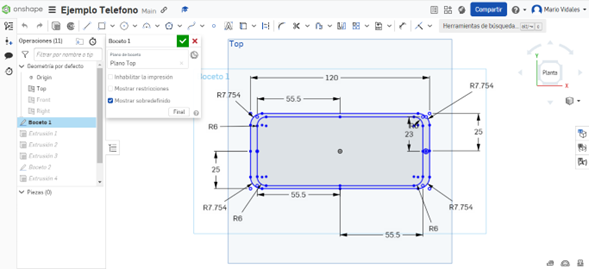 onshape Ejemplo Telefono Main Compartir Mario Vidales
Herramientas de búsqueda...
Operaciones (11)
Filtrar por nombre o tip
Geometría por defecto
Origin
Top
Front
Right
Boceto 1
Extrusión 1
Extrusión 2
Extrusión 3
Boceto 2
Extrusión 4
Piezas (0)
Boceto 1
Plano de boceto
Plano Top
Inhabilitar la impresión
Mostrar restricciones
Mostrar sobredefinido
Final
Top
Boceto 1
120
R7.754
R7.754
55.5
R6
R6
23
25
25
R7.754
55.5
R7.754
R6
R6
55.5
Y
Planta
X